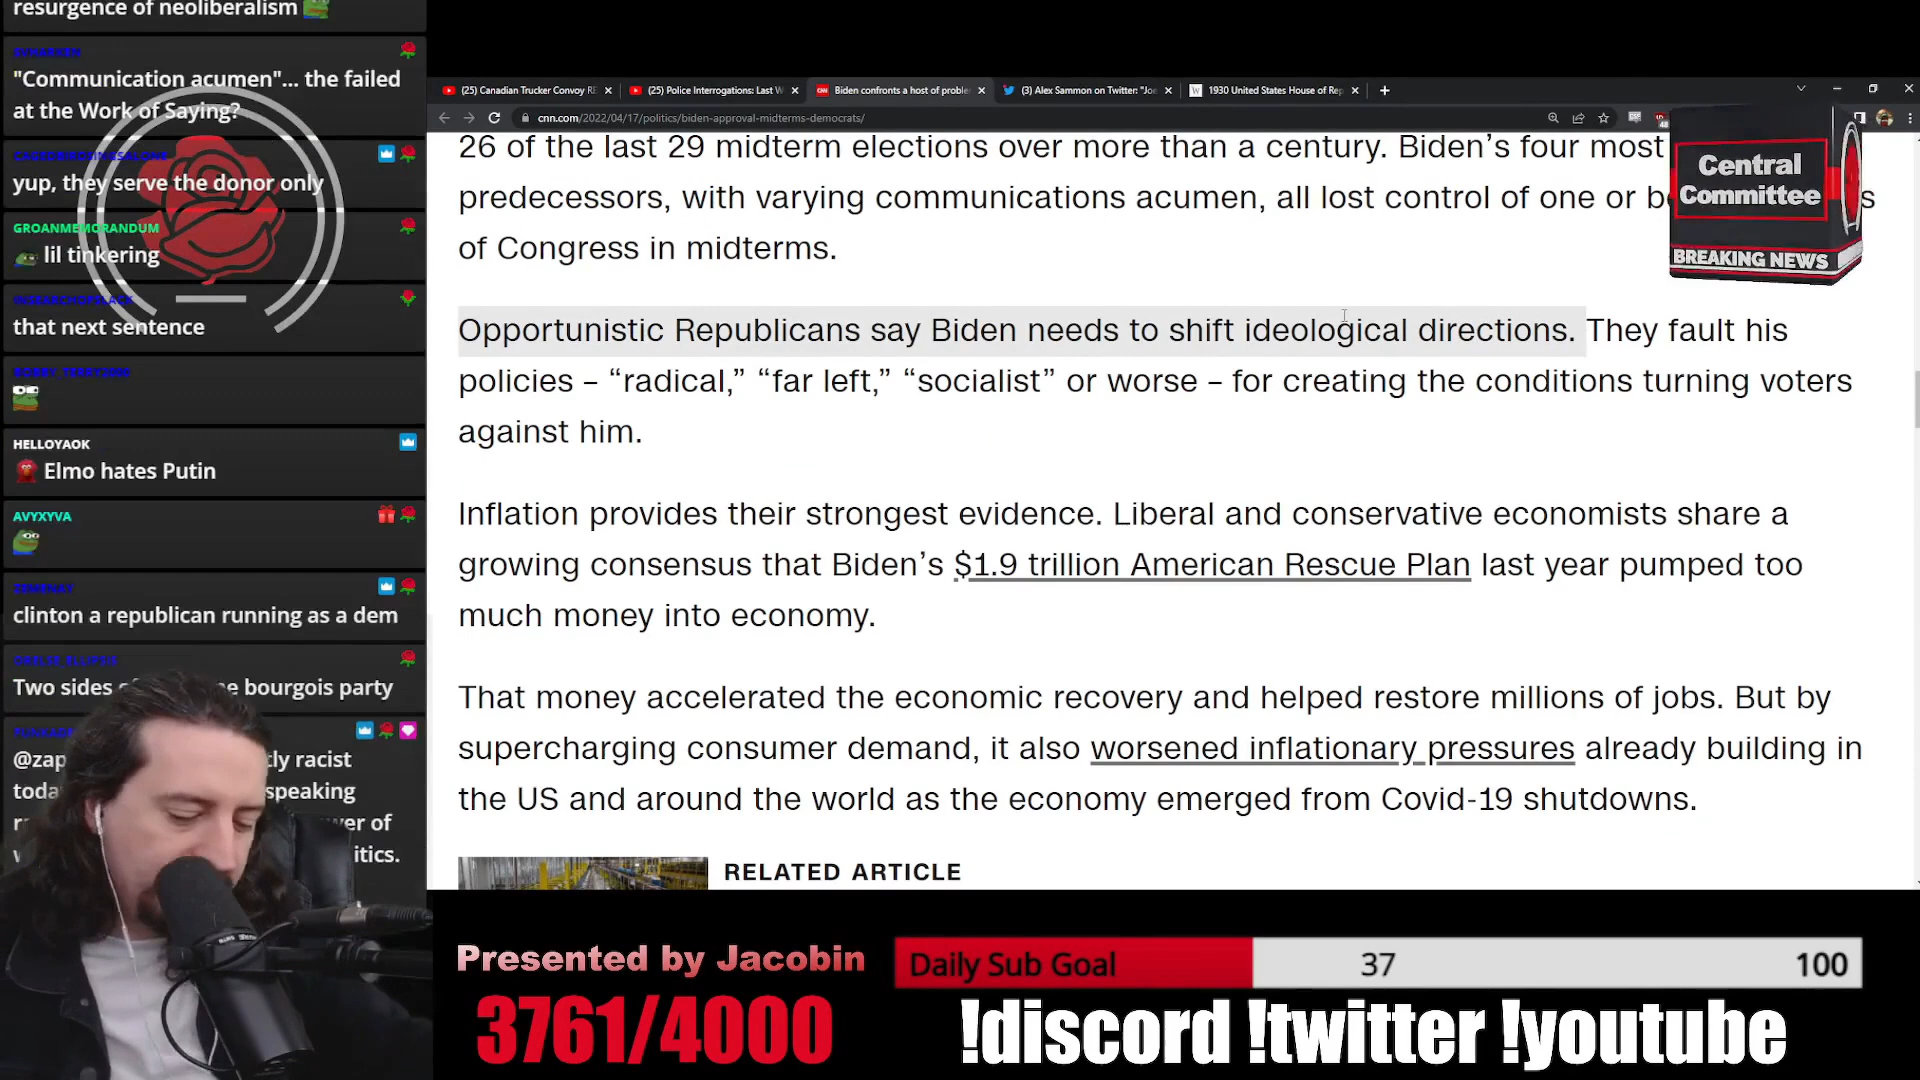 resurgence of neoliberalism
"Communication acumen"... the failed
at the Work of Saying?
yup, they serve the donor only
GROANMEMORANDUM
lil tinkering
that next sentence
HELLOYAOK
Elmo hates Putin
AVYXYVA
clinton a republican running as a dem
Two sides
e bourgois party
@zap
tly racist
toda
speaking
er of
itics.
(25) Canadian Trucker Convoy RE
(25) Police Interrogations: Last W
Biden confronts a host of proble
(3) Alex Sammon on Twitter: "Joe
1930 United States House of Rep
cnn.com/2022/04/17/politics/biden-approval-midterms-democrats/
26 of the last 29 midterm elections over more than a century. Biden's four most
predecessors, with varying communications acumen, all lost control of one or b
s
of Congress in midterms.
Opportunistic Republicans say Biden needs to shift ideological directions. They fault his
policies – “radical,” “far left,” “socialist” or worse – for creating the conditions turning voters
against him.
Inflation provides their strongest evidence. Liberal and conservative economists share a
growing consensus that Biden’s $1.9 trillion American Rescue Plan last year pumped too
much money into economy.
That money accelerated the economic recovery and helped restore millions of jobs. But by
supercharging consumer demand, it also worsened inflationary pressures already building in
the US and around the world as the economy emerged from Covid-19 shutdowns.
RELATED ARTICLE
Central
Committee
BREAKING NEWS
Presented by Jacobin
3761/4000
Daily Sub Goal
37
100
!discord !twitter !youtube